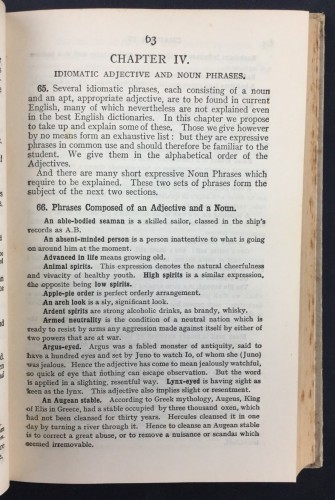 63
CHAPTER IV.
IDIOMATIC ADJECTIVE AND NOUN PHRASES.
65. Several idiomatic phrases, each consisting of a noun
and an apt, appropriate adjective, are to be found in current
English, many of which nevertheless are not explained even
in the best English dictionaries. In this chapter we propose
to take up and explain some of these. Those we give however
by no means form an exhaustive list: but they are expressive
phrases in common use and should therefore be familiar to the
student. We give them in the alphabetical order of the
Adjectives.
And there are many short expressive Noun Phrases which
require to be explained. These two sets of phrases form the
subject of the next two sections.
66. Phrases Composed of an Adjective and a Noun.
An able-bodied seaman is a skilled sailor, classed in the ship's
records as A.B.
An absent-minded person is a person inattentive to what is going
on around him at the moment.
Advanced in life means growing old.
Animal spirits. This expression denotes the natural cheerfulness
and vivacity of healthy youth. High spirits is a similar expression,
the opposite being low spirits.
Apple-pie order is perfect orderly arrangement.
An arch look is a sly, significant look.
Ardent spirits are strong alcoholic drinks, as brandy, whisky.
Armed neutrality is the condition of a neutral nation which is
ready to resist by arms any aggression made against itself by either of
two powers that are at war.
Argus-eyed. Argus was a fabled monster of antiquity, said to
have a hundred eyes and set by Juno to watch Io, of whom she (Juno)
was jealous. Hence the adjective has come to mean jealously watchful,
so quick of eye that nothing can escape observation. But the word
is applied in a slighting, resentful way. Lynx-eyed is having sight as
keen as the lynx. This adjective also implies slight or resentment.
An Augean stable. According to Greek mythology, Augeus, King
of Elis in Greece, had a stable occupied by three thousand oxen, which
had not been cleansed for thirty years. Hercules cleansed it in one
day by turning a river through it. Hence to cleanse an Augean stable
is to correct a great abuse, or to remove a nuisance or scandal which
seemed irremovable.